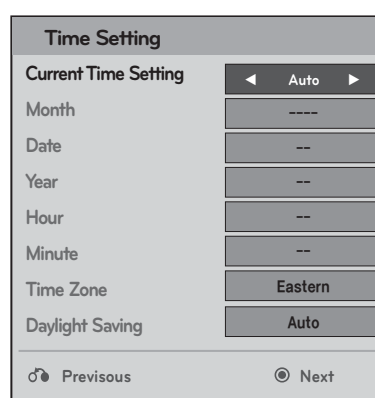 Time Setting
Current Time Setting ◄ Auto ►
Month ----
Date --
Year --
Hour --
Minute --
Time Zone Eastern
Daylight Saving Auto
Previsous Next